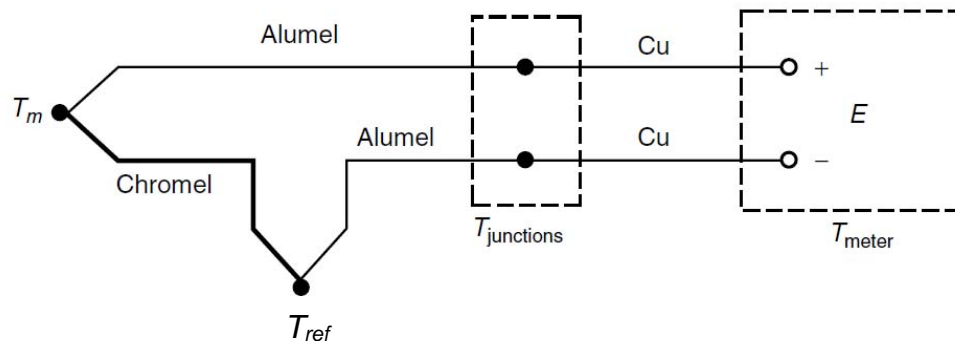 Alumel
Cu
+
T_m
E
Alumel
Cu
−
Chromel
T_junctions
T_meter
T_ref